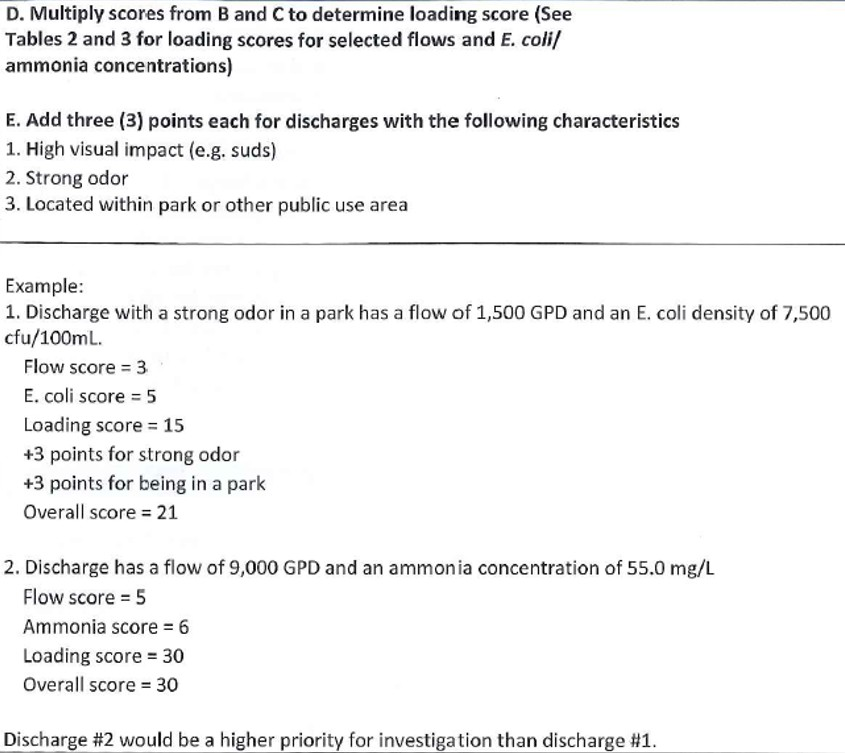 D. Multiply scores from B and C to determine loading score (See
Tables 2 and 3 for loading scores for selected flows and E. coli/
ammonia concentrations)
E. Add three (3) points each for discharges with the following characteristics
1. High visual impact (e.g. suds)
2. Strong odor
3. Located within park or other public use area
Example:
1. Discharge with a strong odor in a park has a flow of 1,500 GPD and an E. coli density of 7,500
cfu/100mL.
Flow score = 3
E. coli score = 5
Loading score = 15
+3 points for strong odor
+3 points for being in a park
Overall score = 21
2. Discharge has a flow of 9,000 GPD and an ammonia concentration of 55.0 mg/L
Flow score = 5
Ammonia score = 6
Loading score = 30
Overall score = 30
Discharge #2 would be a higher priority for investigation than discharge #1.